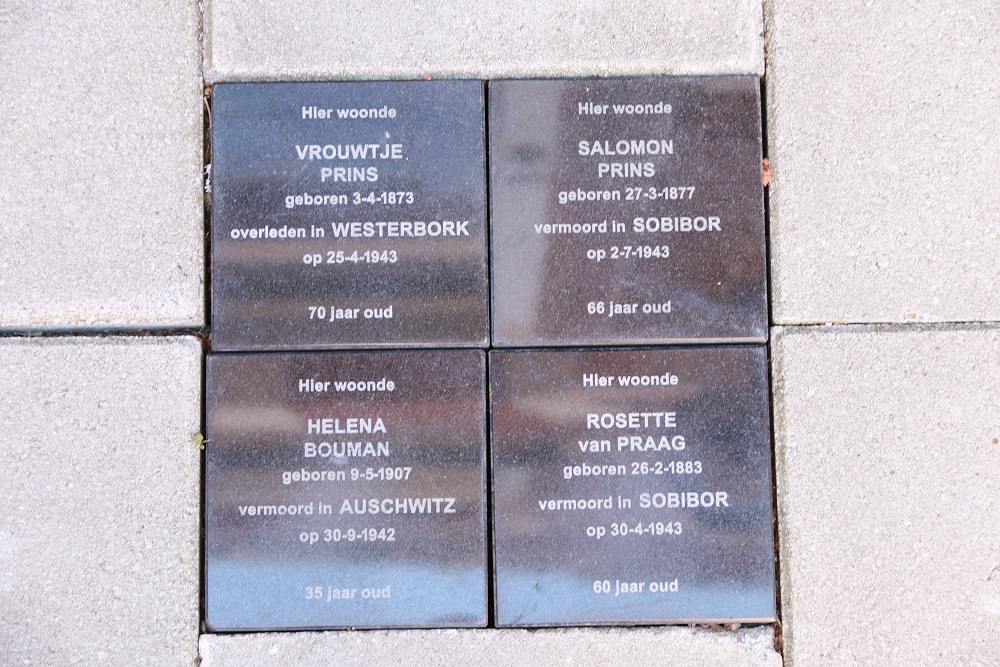 Hier woonde
VROUWTJE
PRINS
geboren 3-4-1873
overleden in WESTERBORK
op 25-4-1943
70 jaar oud
Hier woonde
SALOMON
PRINS
geboren 27-3-1877
vermoord in SOBIBOR
op 2-7-1943
66 jaar oud
Hier woonde
HELENA
BOUMAN
geboren 9-5-1907
vermoord in AUSCHWITZ
op 30-9-1942
35 jaar oud
Hier woonde
ROSETTE
van PRAAG
geboren 26-2-1883
vermoord in SOBIBOR
op 30-4-1943
60 jaar oud